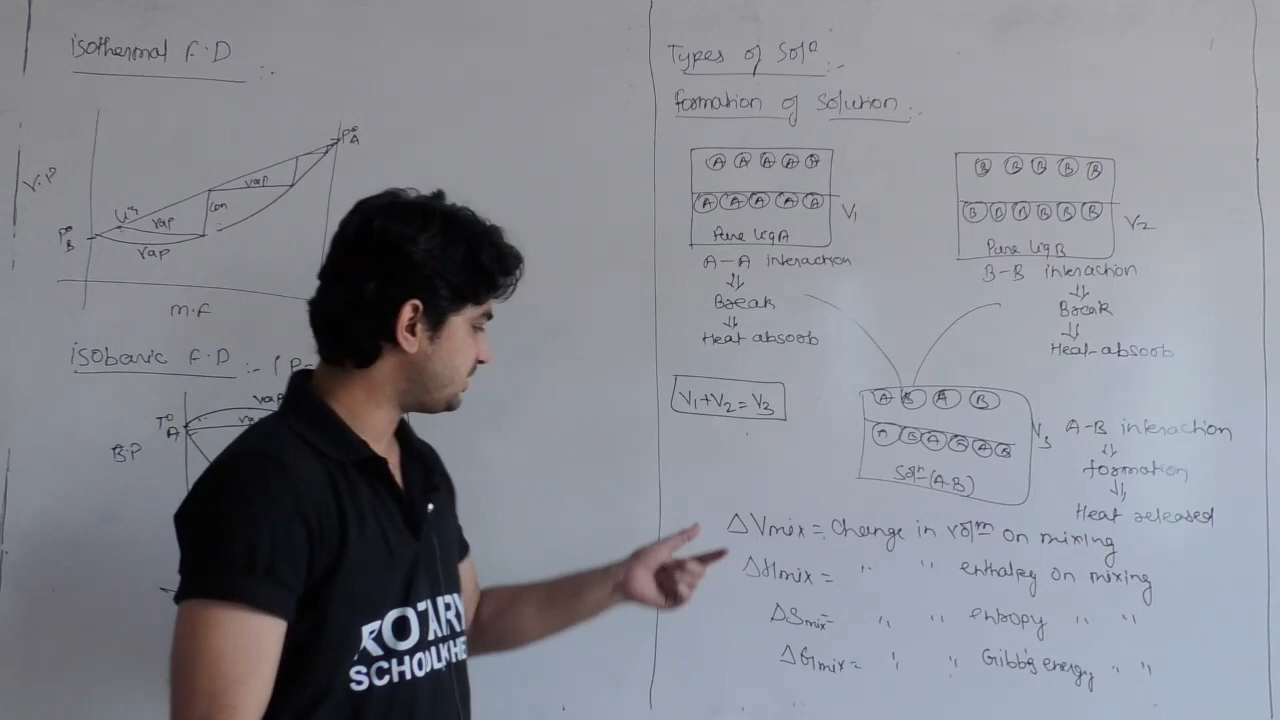 isothermal F.D :-
P°A
V.P
vap
Con
vap
P°B
vap
m.f
isobaric F.D :- (P-
vap
T°A
B.P
Types of Solⁿ :-
formation of Solution :-
A A A A A
A A A A A
V1
Pure liq A
A-A interaction
⇓
Break
⇓
Heat absorb
B B B B B
B B B B B B
V2
Pure liq B
B-B interaction
⇓
Break
⇓
Heat absorb
V1+V2=V3
A B A B
A B A B A B
V3
Solⁿ (A-B)
A-B interaction
⇓
formation
⇓
Heat released
ΔVmix = Change in volm on mixing
ΔHmix = " " enthalpy on mixing
ΔSmix = " " entropy " "
ΔGmix = " " Gibb's energy " "
ROTARY
SCHOOL KHE